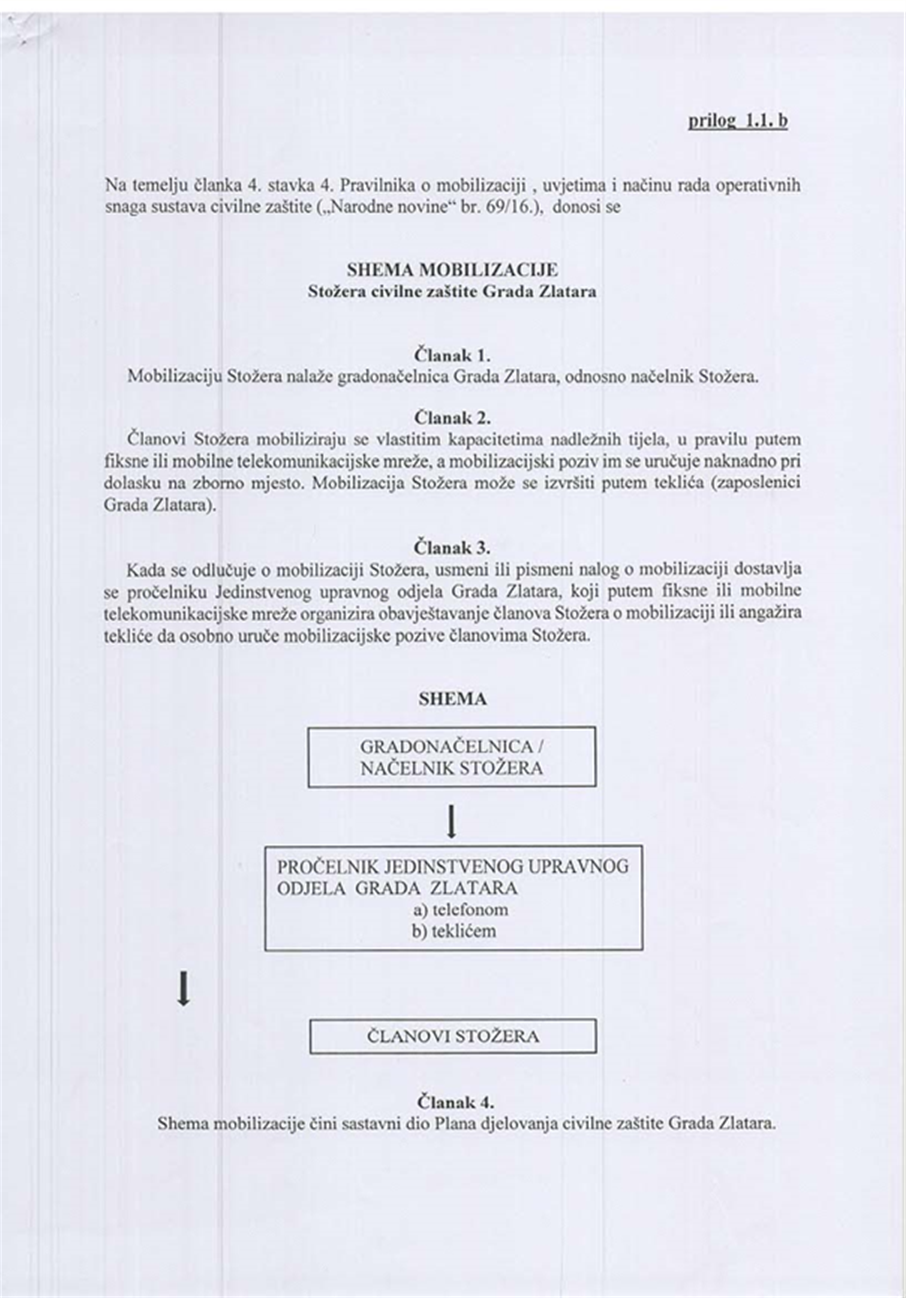 prilog 1.1. b
Na temelju članka 4. stavka 4. Pravilnika o mobilizaciji , uvjetima i načinu rada operativnih
snaga sustava civilne zaštite („Narodne novine“ br. 69/16.), donosi se
SHEMA MOBILIZACIJE
Stožera civilne zaštite Grada Zlatara
Članak 1.
Mobilizaciju Stožera nalaže gradonačelnica Grada Zlatara, odnosno načelnik Stožera.
Članak 2.
Članovi Stožera mobiliziraju se vlastitim kapacitetima nadležnih tijela, u pravilu putem
fiksne ili mobilne telekomunikacijske mreže, a mobilizacijski poziv im se uručuje naknadno pri
dolasku na zborno mjesto. Mobilizacija Stožera može se izvršiti putem teklića (zaposlenici
Grada Zlatara).
Članak 3.
Kada se odlučuje o mobilizaciji Stožera, usmeni ili pismeni nalog o mobilizaciji dostavlja
se pročelniku Jedinstvenog upravnog odjela Grada Zlatara, koji putem fiksne ili mobilne
telekomunikacijske mreže organizira obavještavanje članova Stožera o mobilizaciji ili angažira
tekliće da osobno uruče mobilizacijske pozive članovima Stožera.
SHEMA
GRADONAČELNICA /
NAČELNIK STOŽERA
PROČELNIK JEDINSTVENOG UPRAVNOG
ODJELA GRADA ZLATARA
a) telefonom
b) teklićem
ČLANOVI STOŽERA
Članak 4.
Shema mobilizacije čini sastavni dio Plana djelovanja civilne zaštite Grada Zlatara.